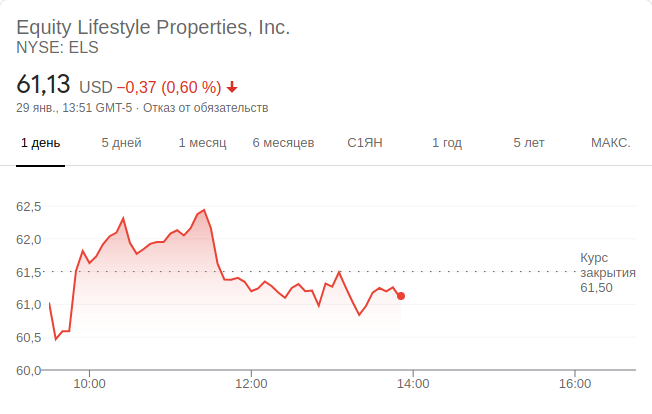 Equity Lifestyle Properties, Inc.
NYSE: ELS
61,13 USD −0,37 (0,60 %)
29 янв., 13:51 GMT-5 · Отказ от обязательств
1 день 5 дней 1 месяц 6 месяцев С1ЯН 1 год 5 лет МАКС.
62,5
62,0
61,5
61,0
60,5
60,0
Курс
закрытия
61,50
10:00 12:00 14:00 16:00